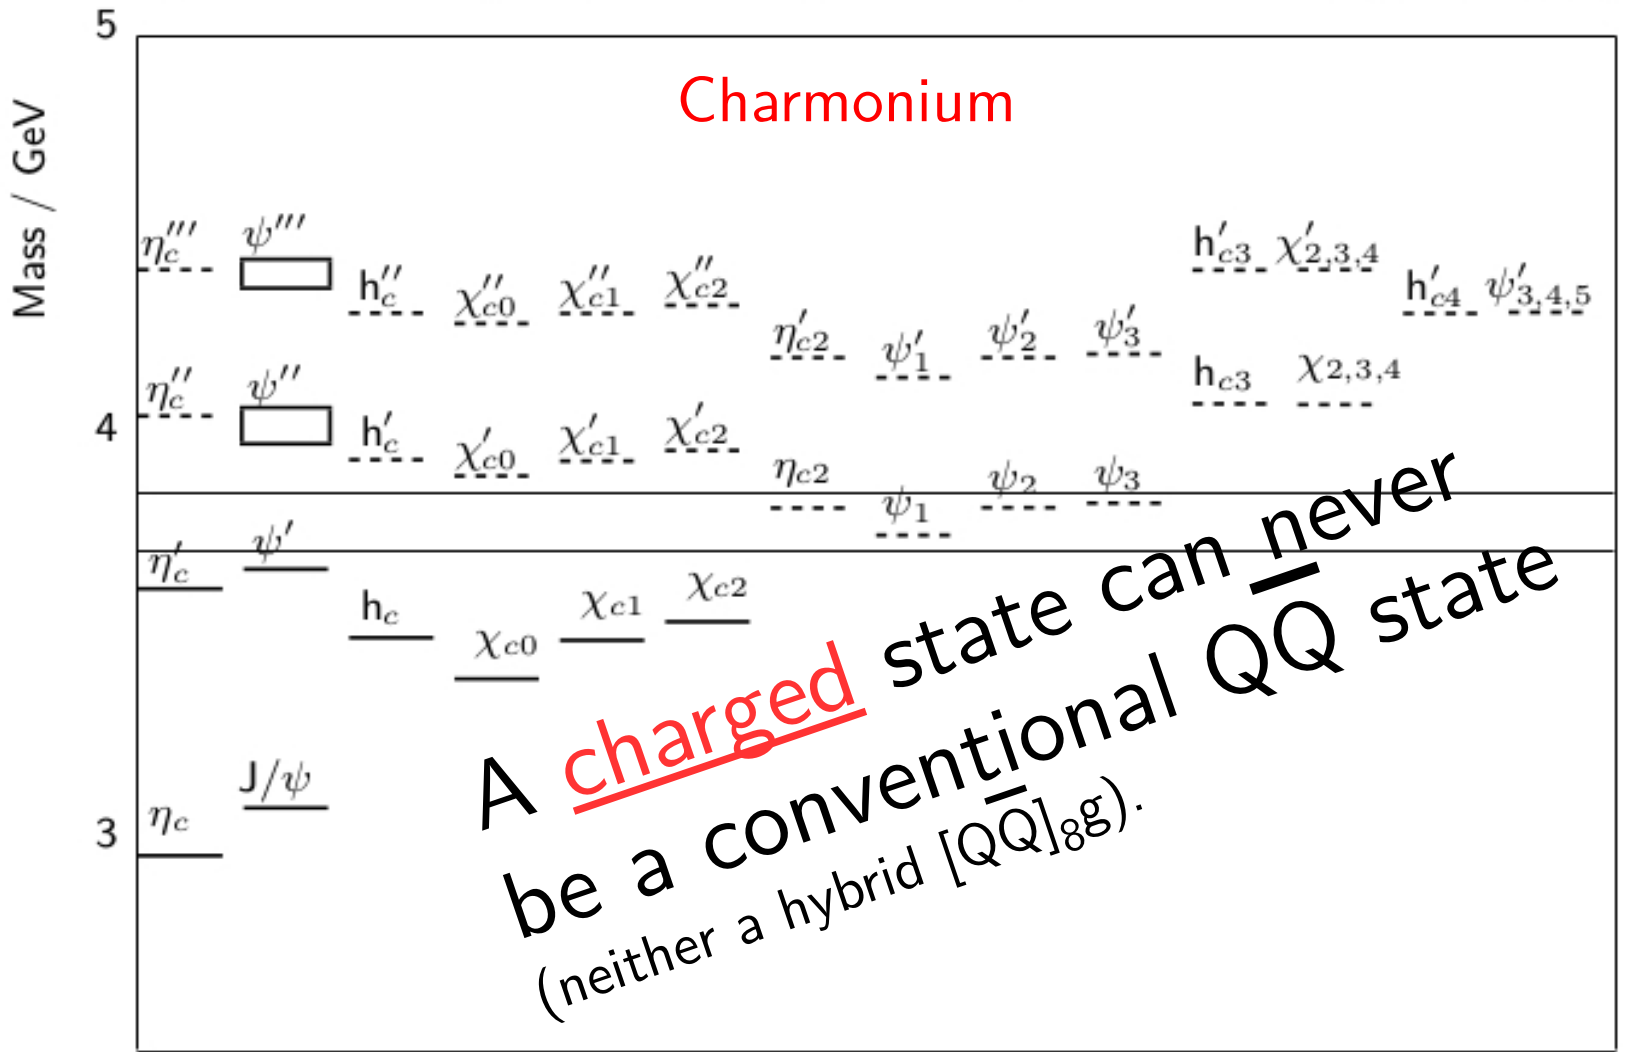 5
Charmonium
Mass / GeV
η‴c ψ‴ h″c χ″c0 χ″c1 χ″c2 h′c3 χ′2,3,4
η′c2 ψ′1 ψ′2 ψ′3 h′c4 ψ′3,4,5
η″c ψ″ hc3 χ2,3,4
4
h′c χ′c0 χ′c1 χ′c2
ηc2 ψ1 ψ2 ψ3
η′c ψ′
hc χc0 χc1 χc2
J/ψ
ηc
3
A charged state can never
be a conventional QQ̅ state
(neither a hybrid [QQ̅]8g).